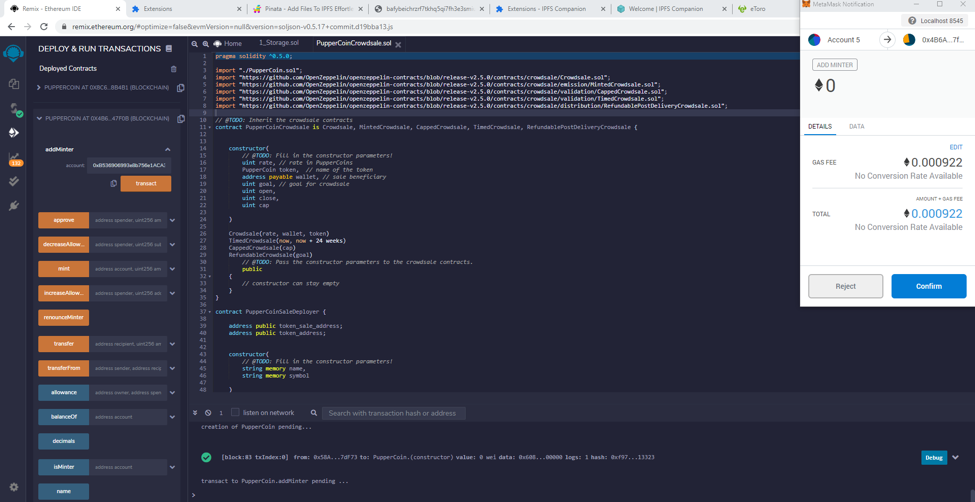 Remix - Ethereum IDE
Extensions
Pinata - Add Files To IPFS Effortl
Extensions - IPFS Companion
Welcome | IPFS Companion
eToro
MetaMask Notification
remix.ethereum.org/#optimize=false&evmVersion=null&version=soljson-v0.5.17+commit.d19bba13.js
Localhost 8545
Account 5
0x4B6A...7f...
ADD MINTER
0
DETAILS
DATA
EDIT
GAS FEE
0.000922
No Conversion Rate Available
AMOUNT + GAS FEE
TOTAL
0.000922
No Conversion Rate Available
Reject
Confirm
DEPLOY & RUN TRANSACTIONS
Deployed Contracts
PUPPERCOIN AT 0X8C6...BB4B1 (BLOCKCHAIN)
PUPPERCOIN AT 0X4B6...47F0B (BLOCKCHAIN)
addMinter
account:
transact
approve
address spender, uint256 am
decreaseAllow...
address spender, uint256 sub
mint
address account, uint256 am
increaseAllow...
address spender, uint256 add
renounceMinter
transfer
address recipient, uint256 am
transferFrom
address sender, address recip
allowance
address owner, address spen
balanceOf
address account
decimals
isMinter
address account
name
Home
1_Storage.sol
PupperCoinCrowdsale.sol
1 pragma solidity ^0.5.0;
2
3 import "./PupperCoin.sol";
4 import "https://github.com/OpenZeppelin/openzeppelin-contracts/blob/release-v2.5.0/contracts/crowdsale/Crowdsale.sol";
5 import "https://github.com/OpenZeppelin/openzeppelin-contracts/blob/release-v2.5.0/contracts/crowdsale/emission/MintedCrowdsale.sol";
6 import "https://github.com/OpenZeppelin/openzeppelin-contracts/blob/release-v2.5.0/contracts/crowdsale/validation/CappedCrowdsale.sol";
7 import "https://github.com/OpenZeppelin/openzeppelin-contracts/blob/release-v2.5.0/contracts/crowdsale/validation/TimedCrowdsale.sol";
8 import "https://github.com/OpenZeppelin/openzeppelin-contracts/blob/release-v2.5.0/contracts/crowdsale/distribution/RefundablePostDeliveryCrowdsale.sol";
9
10 // @TODO: Inherit the crowdsale contracts
11 contract PupperCoinCrowdsale is Crowdsale, MintedCrowdsale, CappedCrowdsale, TimedCrowdsale, RefundablePostDeliveryCrowdsale {
12
13
14 constructor(
15 // @TODO: Fill in the constructor parameters!
16 uint rate, // rate in PupperCoins
17 PupperCoin token, // name of the token
18 address payable wallet, // sale beneficiary
19 uint goal, // goal for crowdsale
20 uint open,
21 uint close,
22 uint cap
23
24 )
25
26 Crowdsale(rate, wallet, token)
27 TimedCrowdsale(now, now + 24 weeks)
28 CappedCrowdsale(cap)
29 RefundableCrowdsale(goal)
30 // @TODO: Pass the constructor parameters to the crowdsale contracts.
31 public
32 {
33 // constructor can stay empty
34 }
35 }
36
37 contract PupperCoinSaleDeployer {
38
39 address public token_sale_address;
40 address public token_address;
41
42
43 constructor(
44 // @TODO: Fill in the constructor parameters!
45 string memory name,
46 string memory symbol
47
48 )
1
listen on network
Search with transaction hash or address
creation of PupperCoin pending...
[block:83 txIndex:0] from: 0x58A...7dF73 to: PupperCoin.(constructor) value: 0 wei data: 0x608...00000 logs: 1 hash: 0xf97...13323
Debug
transact to PupperCoin.addMinter pending ...
>